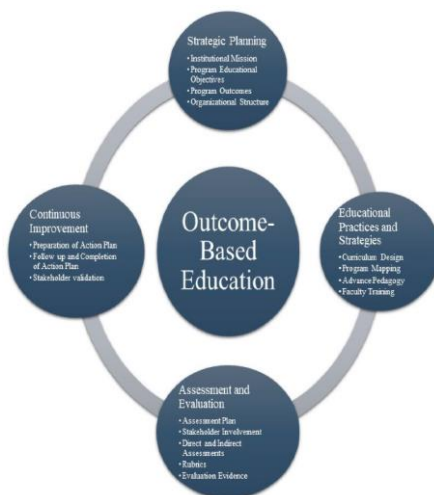 Strategic Planning
• Institutional Mission
• Program Educational
Objectives
• Program Outcomes
• Organizational Structure
Continuous
Improvement
• Preparation of Action Plan
• Follow up and Completion
of Action Plan
• Stakeholder validation
Outcome-
Based
Education
Educational
Practices and
Strategies
• Curriculum Design
• Program Mapping
• Advance Pedagogy
• Faculty Training
Assessment and
Evaluation
• Assessment Plan
• Stakeholder Involvement
• Direct and Indirect
Assessments
• Rubrics
• Evaluation Evidence